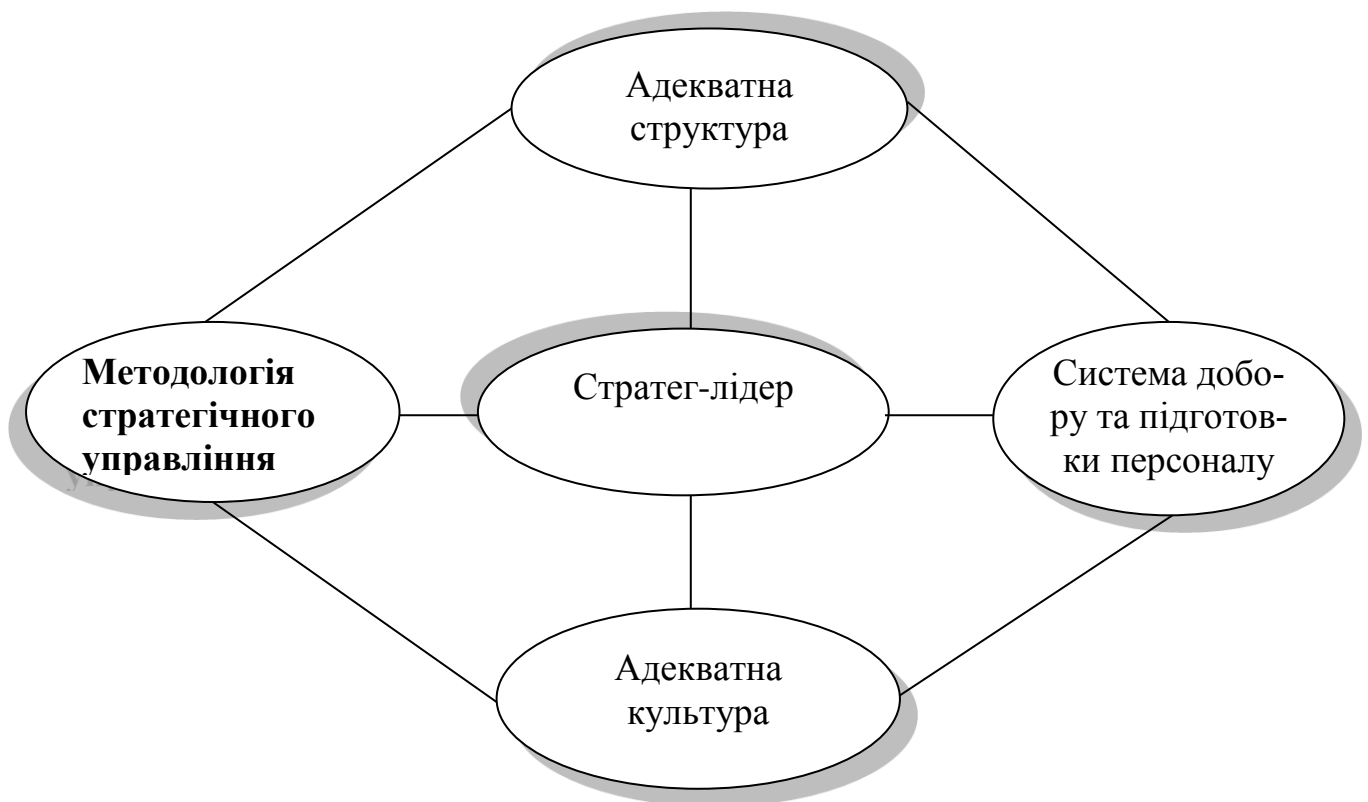 Адекватна
структура
Методологія
стратегічного
управління
Стратег-лідер
Система добо-
ру та підготов-
ки персоналу
Адекватна
культура